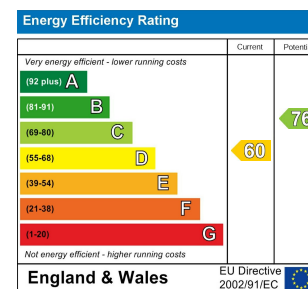 Energy Efficiency Rating
Current Potenti
Very energy efficient - lower running costs
(92 plus) A
(81-91) B
(69-80) C
76
(55-68) D
60
(39-54) E
(21-38) F
(1-20) G
Not energy efficient - higher running costs
England & Wales
EU Directive
2002/91/EC